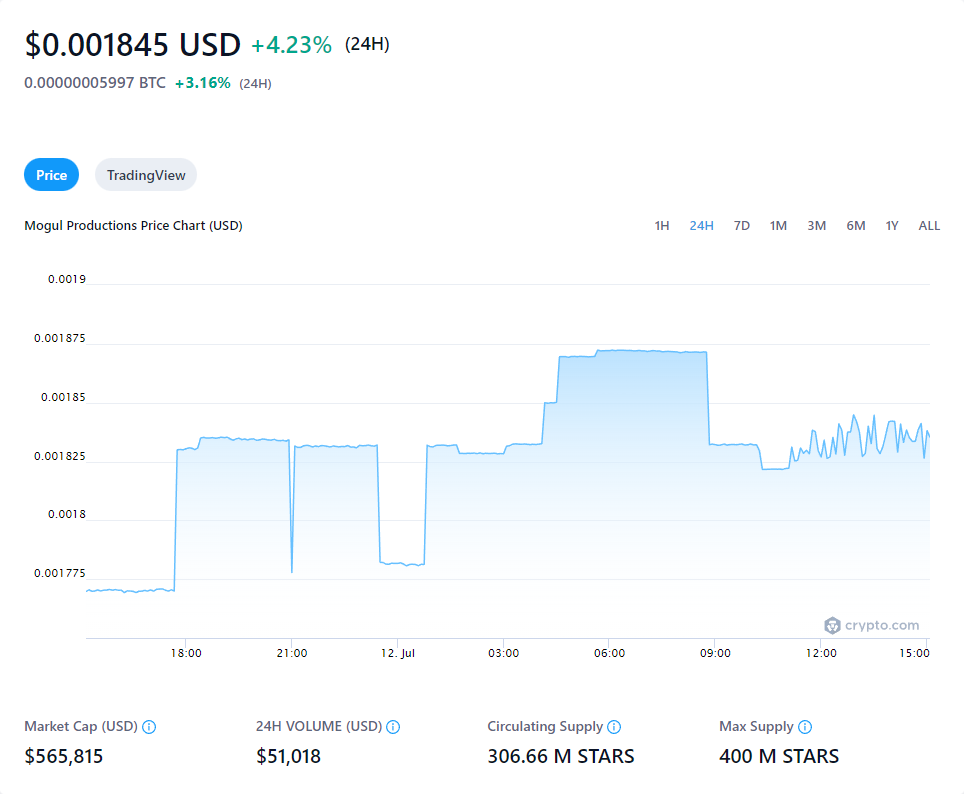 $0.001845 USD +4.23% (24H)
0.00000005997 BTC +3.16% (24H)
Price TradingView
Mogul Productions Price Chart (USD) 1H 24H 7D 1M 3M 6M 1Y ALL
0.0019
0.001875
0.00185
0.001825
0.0018
0.001775
crypto.com
18:00 21:00 12. Jul 03:00 06:00 09:00 12:00 15:00
Market Cap (USD) 24H VOLUME (USD) Circulating Supply Max Supply
$565,815 $51,018 306.66 M STARS 400 M STARS